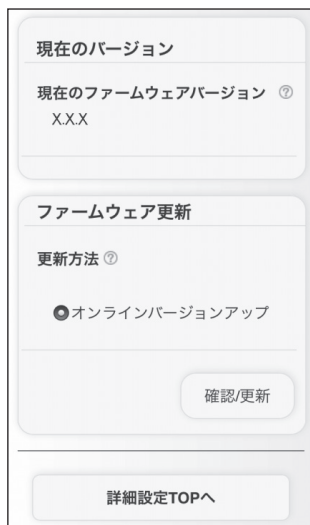 現在のバージョン
現在のファームウェアバージョン ?
X.X.X
ファームウェア更新
更新方法 ?
オンラインバージョンアップ
確認/更新
詳細設定TOPへ